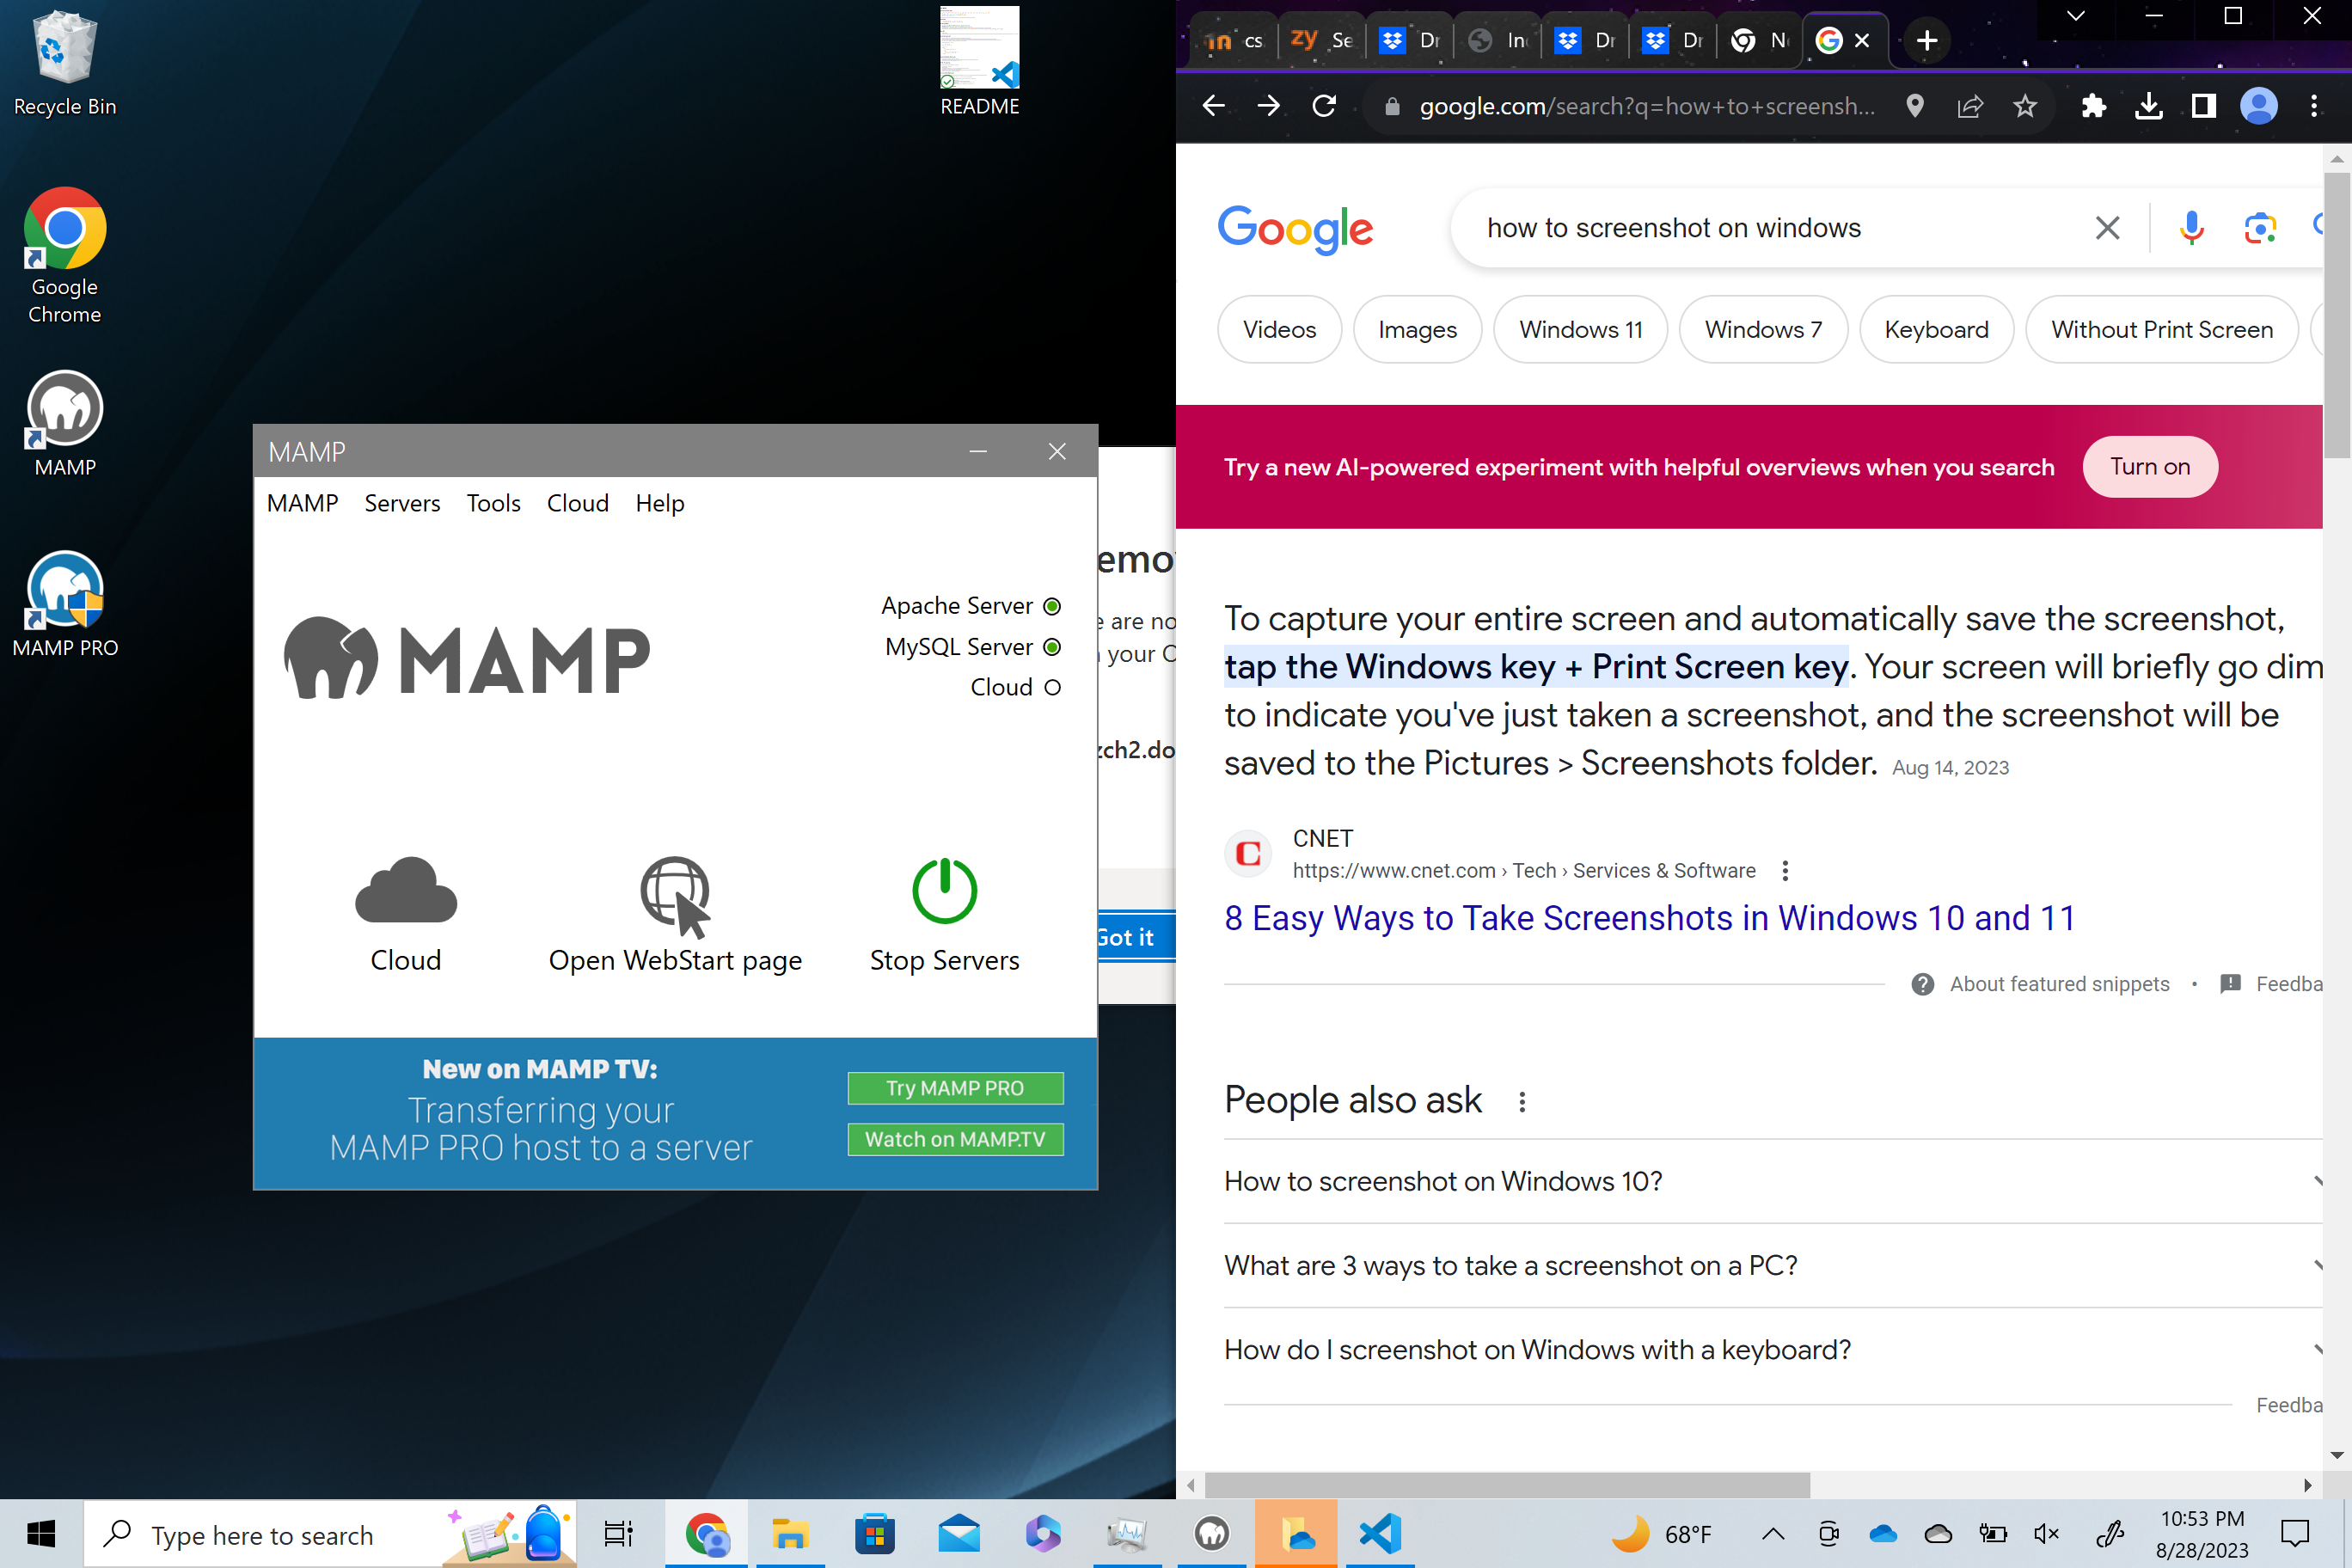 Recycle Bin
Google
Chrome
MAMP
MAMP PRO
README
MAMP
MAMP Servers Tools Cloud Help
MAMP
Apache Server
MySQL Server
Cloud
Cloud
Open WebStart page
Stop Servers
New on MAMP TV:
Transferring your
MAMP PRO host to a server
Try MAMP PRO
Watch on MAMP.TV
emo
e are no
your C
zch2.do
Got it
cs
zy Se
Dr
In
Dr
Dr
N
google.com/search?q=how+to+screensh...
Google
how to screenshot on windows
Videos
Images
Windows 11
Windows 7
Keyboard
Without Print Screen
Try a new AI-powered experiment with helpful overviews when you search
Turn on
To capture your entire screen and automatically save the screenshot,
tap the Windows key + Print Screen key. Your screen will briefly go dim
to indicate you've just taken a screenshot, and the screenshot will be
saved to the Pictures > Screenshots folder. Aug 14, 2023
CNET
https://www.cnet.com › Tech › Services & Software
8 Easy Ways to Take Screenshots in Windows 10 and 11
About featured snippets • Feedba
People also ask
How to screenshot on Windows 10?
What are 3 ways to take a screenshot on a PC?
How do I screenshot on Windows with a keyboard?
Feedba
Type here to search
68°F
10:53 PM
8/28/2023